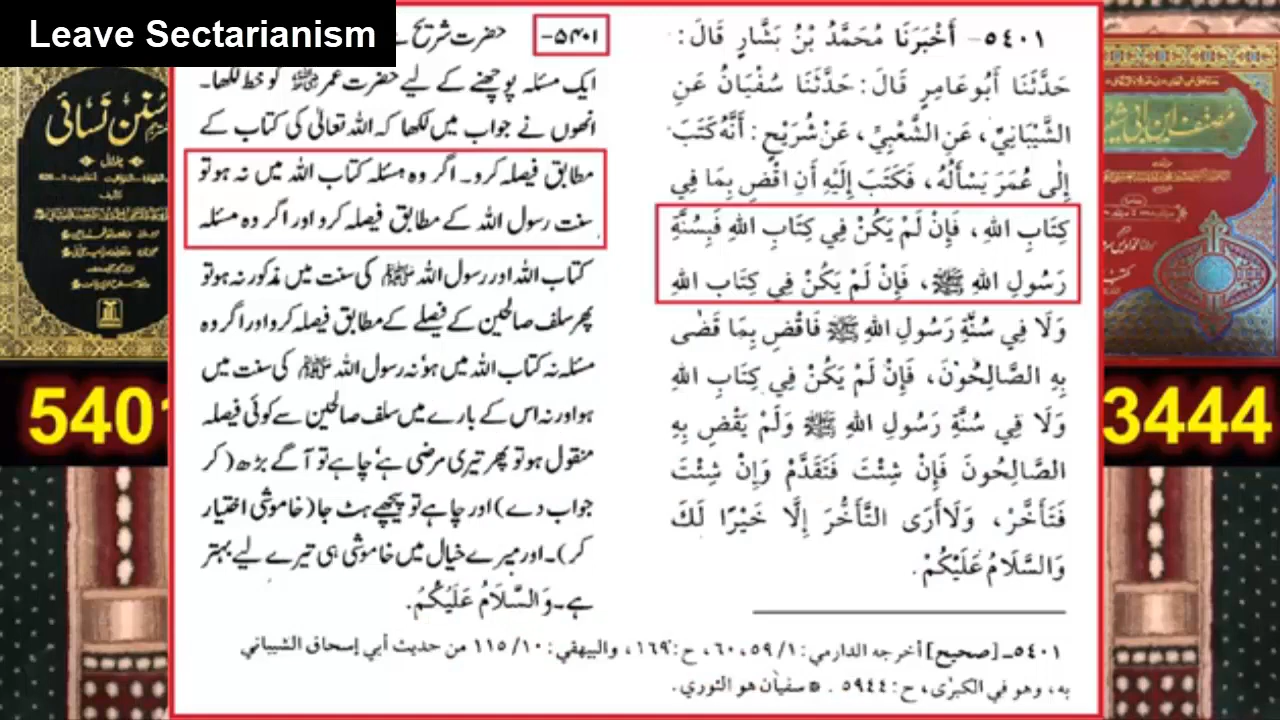 Leave Sectarianism
٥٤٠١- أَخْبَرَنَا مُحَمَّدُ بْنُ بَشَّارٍ قَالَ:
حَدَّثَنَا أَبُو عَامِرٍ قَالَ: حَدَّثَنَا سُفْيَانُ عَنِ
الشَّيْبَانِيِّ، عَنِ الشَّعْبِيِّ، عَنْ شُرَيْحٍ: أَنَّهُ كَتَبَ
إِلٰى عُمَرَ يَسْأَلُهُ، فَكَتَبَ إِلَيْهِ أَنِ اقْضِ بِمَا فِي
كِتَابِ اللهِ، فَإِنْ لَمْ يَكُنْ فِي كِتَابِ اللهِ فَبِسُنَّةِ
رَسُولِ اللهِ ﷺ، فَإِنْ لَمْ يَكُنْ فِي كِتَابِ اللهِ
وَلَا فِي سُنَّةِ رَسُولِ اللهِ ﷺ فَاقْضِ بِمَا قَضٰى
بِهِ الصَّالِحُونَ، فَإِنْ لَمْ يَكُنْ فِي كِتَابِ اللهِ
وَلَا فِي سُنَّةِ رَسُولِ اللهِ ﷺ وَلَمْ يَقْضِ بِهِ
الصَّالِحُونَ فَإِنْ شِئْتَ فَتَقَدَّمْ وَإِنْ شِئْتَ
فَتَأَخَّرْ، وَلَا أَرَى التَّأَخُّرَ إِلَّا خَيْرًا لَكَ
وَالسَّلَامُ عَلَيْكُمْ.
۵۴۰۱- حضرت شریح
ایک مسئلہ پوچھنے کے لیے حضرت عمر رضی اللہ عنہ کو خط لکھا۔
انھوں نے جواب میں لکھا کہ اللہ تعالیٰ کی کتاب کے
مطابق فیصلہ کرو۔ اگر وہ مسئلہ کتاب اللہ میں نہ ہو تو
سنت رسول اللہ کے مطابق فیصلہ کرو اور اگر وہ مسئلہ
کتاب اللہ اور رسول اللہ ﷺ کی سنت میں مذکور نہ ہو تو
پھر سلف صالحین کے فیصلے کے مطابق فیصلہ کرو اور اگر وہ
مسئلہ نہ کتاب اللہ میں ہو نہ رسول اللہ ﷺ کی سنت میں
ہو اور نہ اس کے بارے میں سلف صالحین سے کوئی فیصلہ
منقول ہو تو پھر تیری مرضی ہے، چاہے تو آگے بڑھ (کر
جواب دے) اور چاہے تو پیچھے ہٹ جا (خاموشی اختیار
کر)۔ اور میرے خیال میں خاموشی ہی تیرے لیے بہتر
ہے۔ وَالسَّلَامُ عَلَيْكُمْ.
٥٤٠١ـ [صحيح] أخرجه الدارمي: ١/ ٥٩، ٦٠، ح: ١٦٩، والبيهقي: ١٠/ ١١٥ من حديث أبي إسحاق الشيباني
به، وهو في الكبرٰى، ح: ٥٩٤٤. * سفيان هو الثوري.
سنن نسائی
5401
3444